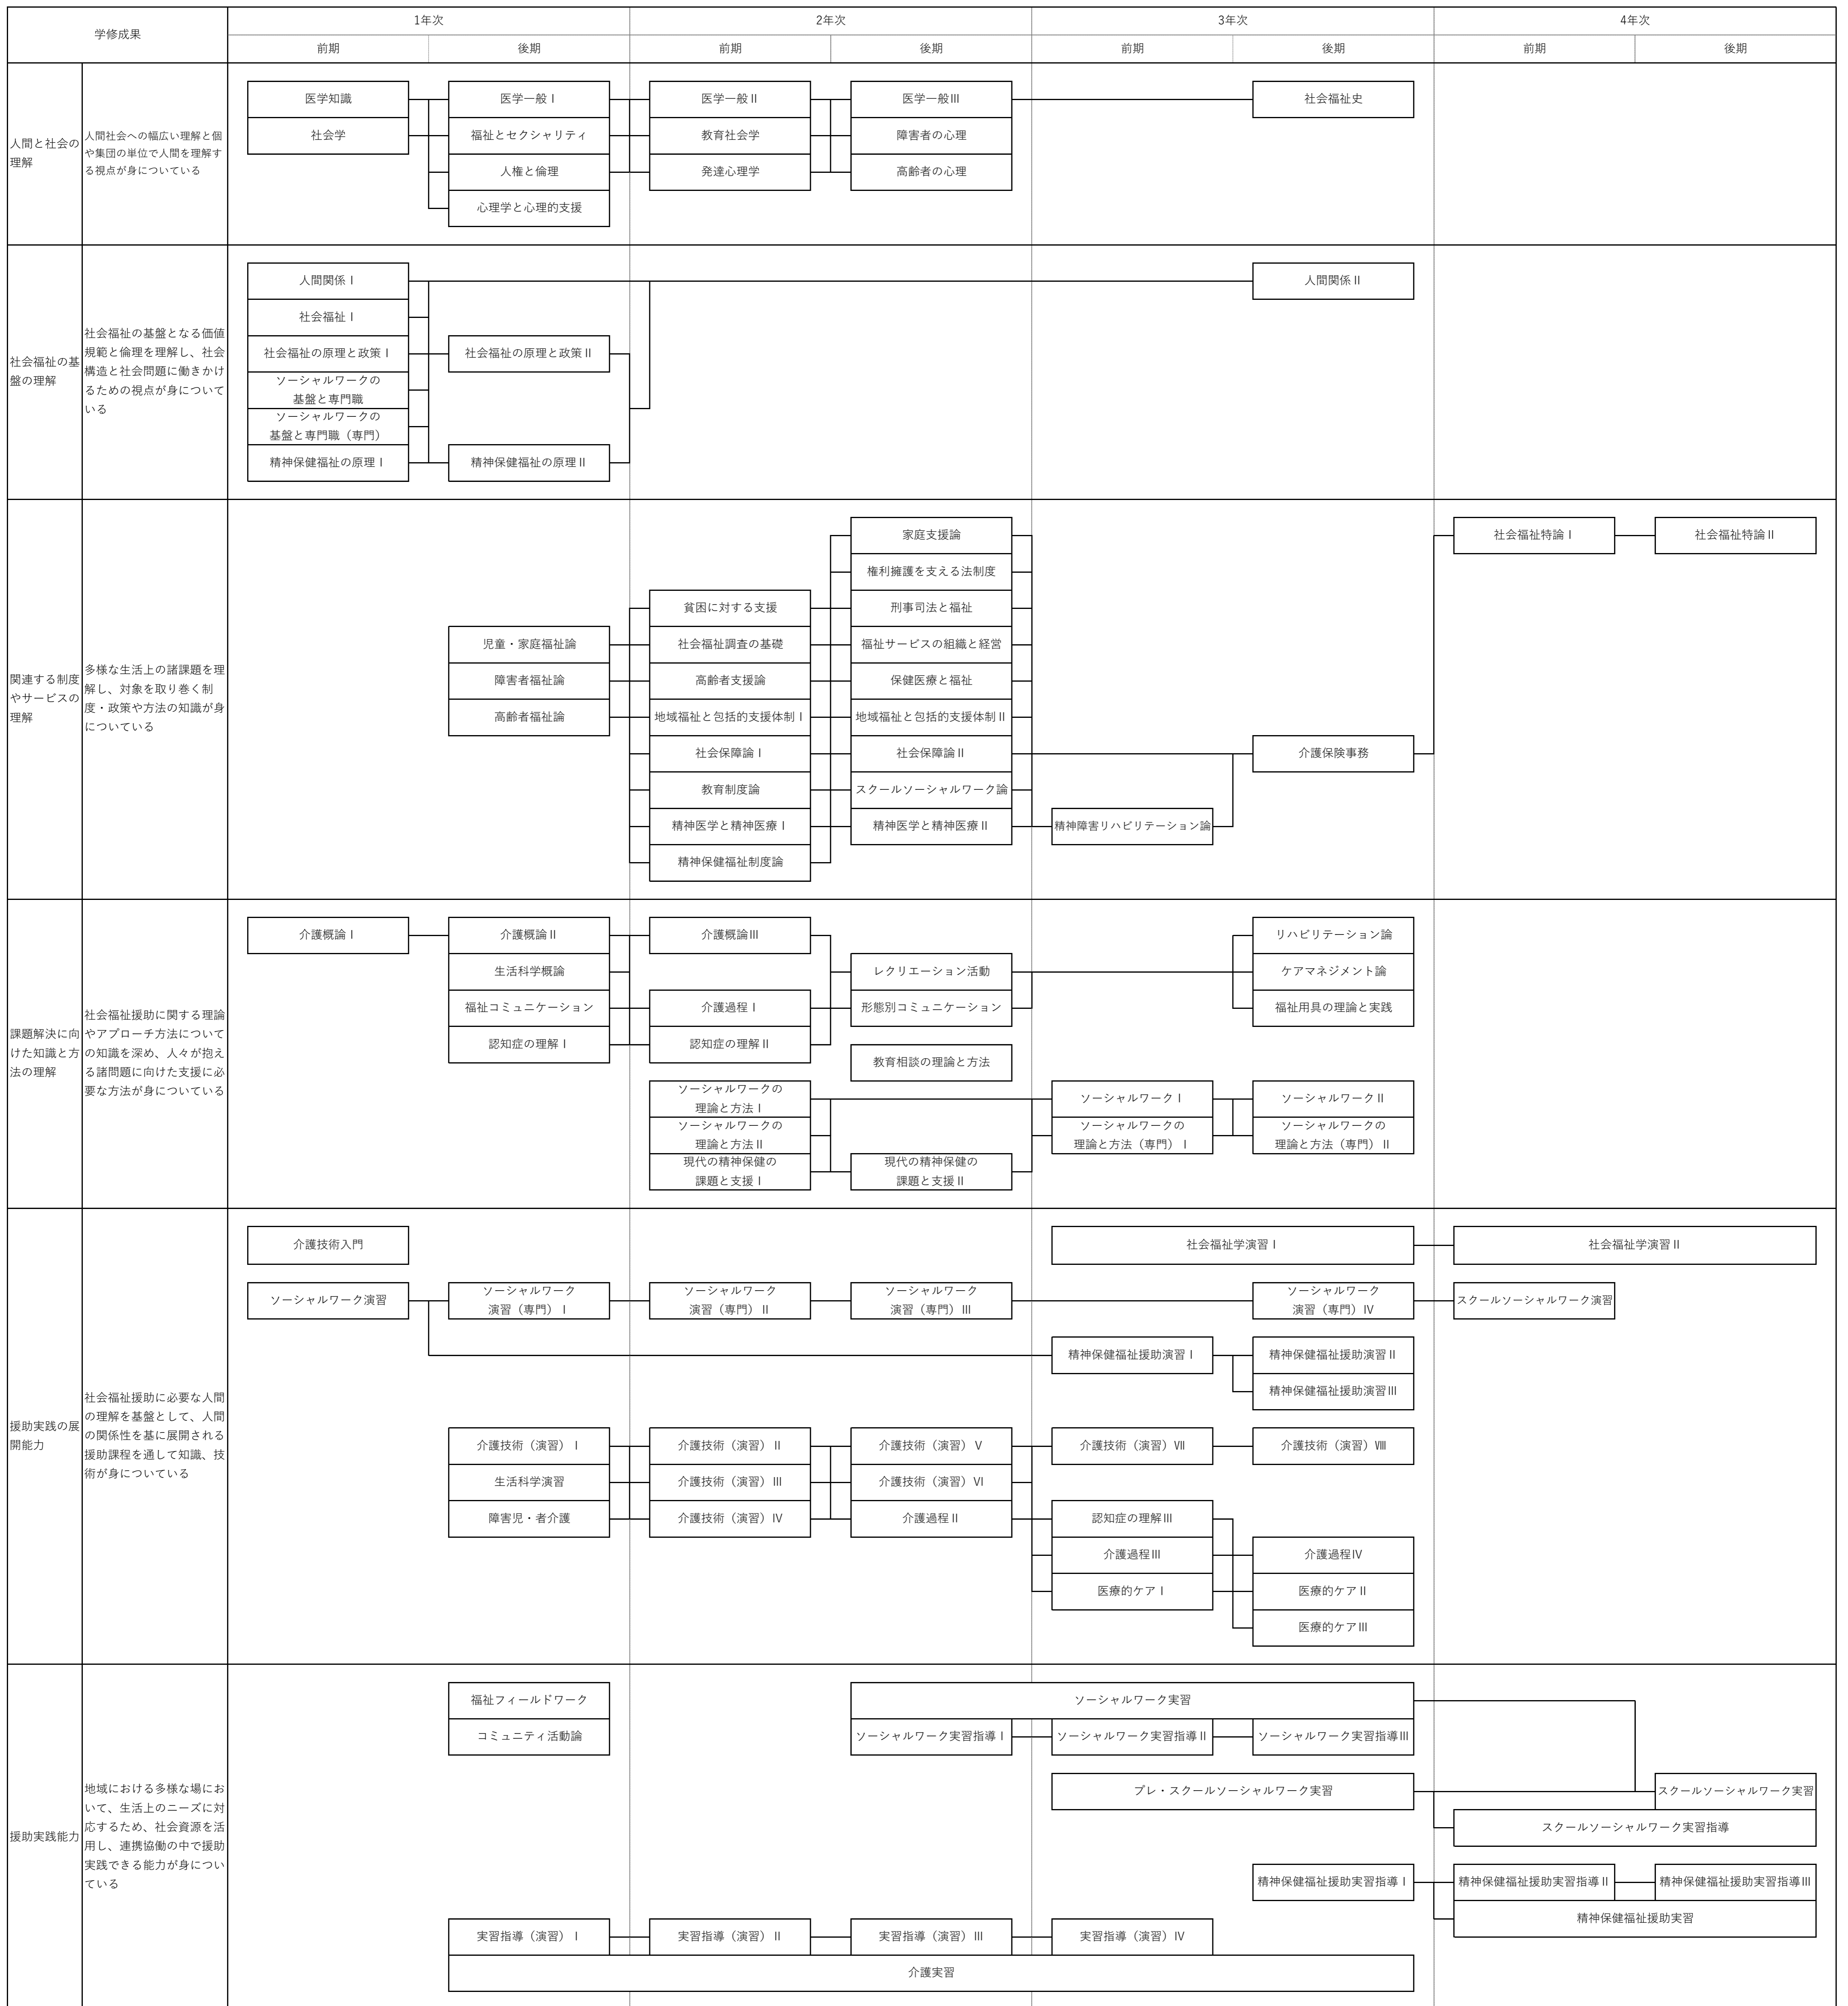 学修成果
1年次
2年次
3年次
4年次
前期
後期
前期
後期
前期
後期
前期
後期
人間と社会の
理解
人間社会への幅広い理解と個
や集団の単位で人間を理解す
る視点が身についている
医学知識
医学一般Ⅰ
医学一般Ⅱ
医学一般Ⅲ
社会福祉史
社会学
福祉とセクシャリティ
教育社会学
障害者の心理
人権と倫理
発達心理学
高齢者の心理
心理学と心理的支援
社会福祉の基
盤の理解
社会福祉の基盤となる価値
規範と倫理を理解し、社会
構造と社会問題に働きかけ
るための視点が身について
いる
人間関係Ⅰ
人間関係Ⅱ
社会福祉Ⅰ
社会福祉の原理と政策Ⅰ
社会福祉の原理と政策Ⅱ
ソーシャルワークの
基盤と専門職
ソーシャルワークの
基盤と専門職（専門）
精神保健福祉の原理Ⅰ
精神保健福祉の原理Ⅱ
関連する制度
やサービスの
理解
多様な生活上の諸課題を理
解し、対象を取り巻く制
度・政策や方法の知識が身
についている
家庭支援論
社会福祉特論Ⅰ
社会福祉特論Ⅱ
権利擁護を支える法制度
貧困に対する支援
刑事司法と福祉
児童・家庭福祉論
社会福祉調査の基礎
福祉サービスの組織と経営
障害者福祉論
高齢者支援論
保健医療と福祉
高齢者福祉論
地域福祉と包括的支援体制Ⅰ
地域福祉と包括的支援体制Ⅱ
社会保障論Ⅰ
社会保障論Ⅱ
介護保険事務
教育制度論
スクールソーシャルワーク論
精神医学と精神医療Ⅰ
精神医学と精神医療Ⅱ
精神障害リハビリテーション論
精神保健福祉制度論
課題解決に向
けた知識と方
法の理解
社会福祉援助に関する理論
やアプローチ方法について
の知識を深め、人々が抱え
る諸問題に向けた支援に必
要な方法が身についている
介護概論Ⅰ
介護概論Ⅱ
介護概論Ⅲ
リハビリテーション論
生活科学概論
レクリエーション活動
ケアマネジメント論
福祉コミュニケーション
介護過程Ⅰ
形態別コミュニケーション
福祉用具の理論と実践
認知症の理解Ⅰ
認知症の理解Ⅱ
教育相談の理論と方法
ソーシャルワークの
理論と方法Ⅰ
ソーシャルワークⅠ
ソーシャルワークⅡ
ソーシャルワークの
理論と方法Ⅱ
ソーシャルワークの
理論と方法（専門）Ⅰ
ソーシャルワークの
理論と方法（専門）Ⅱ
現代の精神保健の
課題と支援Ⅰ
現代の精神保健の
課題と支援Ⅱ
援助実践の展
開能力
社会福祉援助に必要な人間
の理解を基盤として、人間
の関係性を基に展開される
援助課程を通して知識、技
術が身についている
介護技術入門
社会福祉学演習Ⅰ
社会福祉学演習Ⅱ
ソーシャルワーク演習
ソーシャルワーク
演習（専門）Ⅰ
ソーシャルワーク
演習（専門）Ⅱ
ソーシャルワーク
演習（専門）Ⅲ
ソーシャルワーク
演習（専門）Ⅳ
スクールソーシャルワーク演習
精神保健福祉援助演習Ⅰ
精神保健福祉援助演習Ⅱ
精神保健福祉援助演習Ⅲ
介護技術（演習）Ⅰ
介護技術（演習）Ⅱ
介護技術（演習）Ⅴ
介護技術（演習）Ⅶ
介護技術（演習）Ⅷ
生活科学演習
介護技術（演習）Ⅲ
介護技術（演習）Ⅵ
障害児・者介護
介護技術（演習）Ⅳ
介護過程Ⅱ
認知症の理解Ⅲ
介護過程Ⅲ
介護過程Ⅳ
医療的ケアⅠ
医療的ケアⅡ
医療的ケアⅢ
援助実践能力
地域における多様な場にお
いて、生活上のニーズに対
応するため、社会資源を活
用し、連携協働の中で援助
実践できる能力が身につい
ている
福祉フィールドワーク
ソーシャルワーク実習
コミュニティ活動論
ソーシャルワーク実習指導Ⅰ
ソーシャルワーク実習指導Ⅱ
ソーシャルワーク実習指導Ⅲ
プレ・スクールソーシャルワーク実習
スクールソーシャルワーク実習
スクールソーシャルワーク実習指導
精神保健福祉援助実習指導Ⅰ
精神保健福祉援助実習指導Ⅱ
精神保健福祉援助実習指導Ⅲ
精神保健福祉援助実習
実習指導（演習）Ⅰ
実習指導（演習）Ⅱ
実習指導（演習）Ⅲ
実習指導（演習）Ⅳ
介護実習